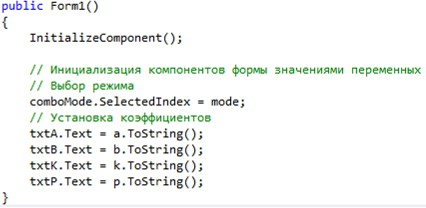 public Form1()
{
InitializeComponent();
// Инициализация компонентов формы значениями переменных
// Выбор режима
comboMode.SelectedIndex = mode;
// Установка коэффициентов
txtA.Text = a.ToString();
txtB.Text = b.ToString();
txtK.Text = k.ToString();
txtP.Text = p.ToString();
}